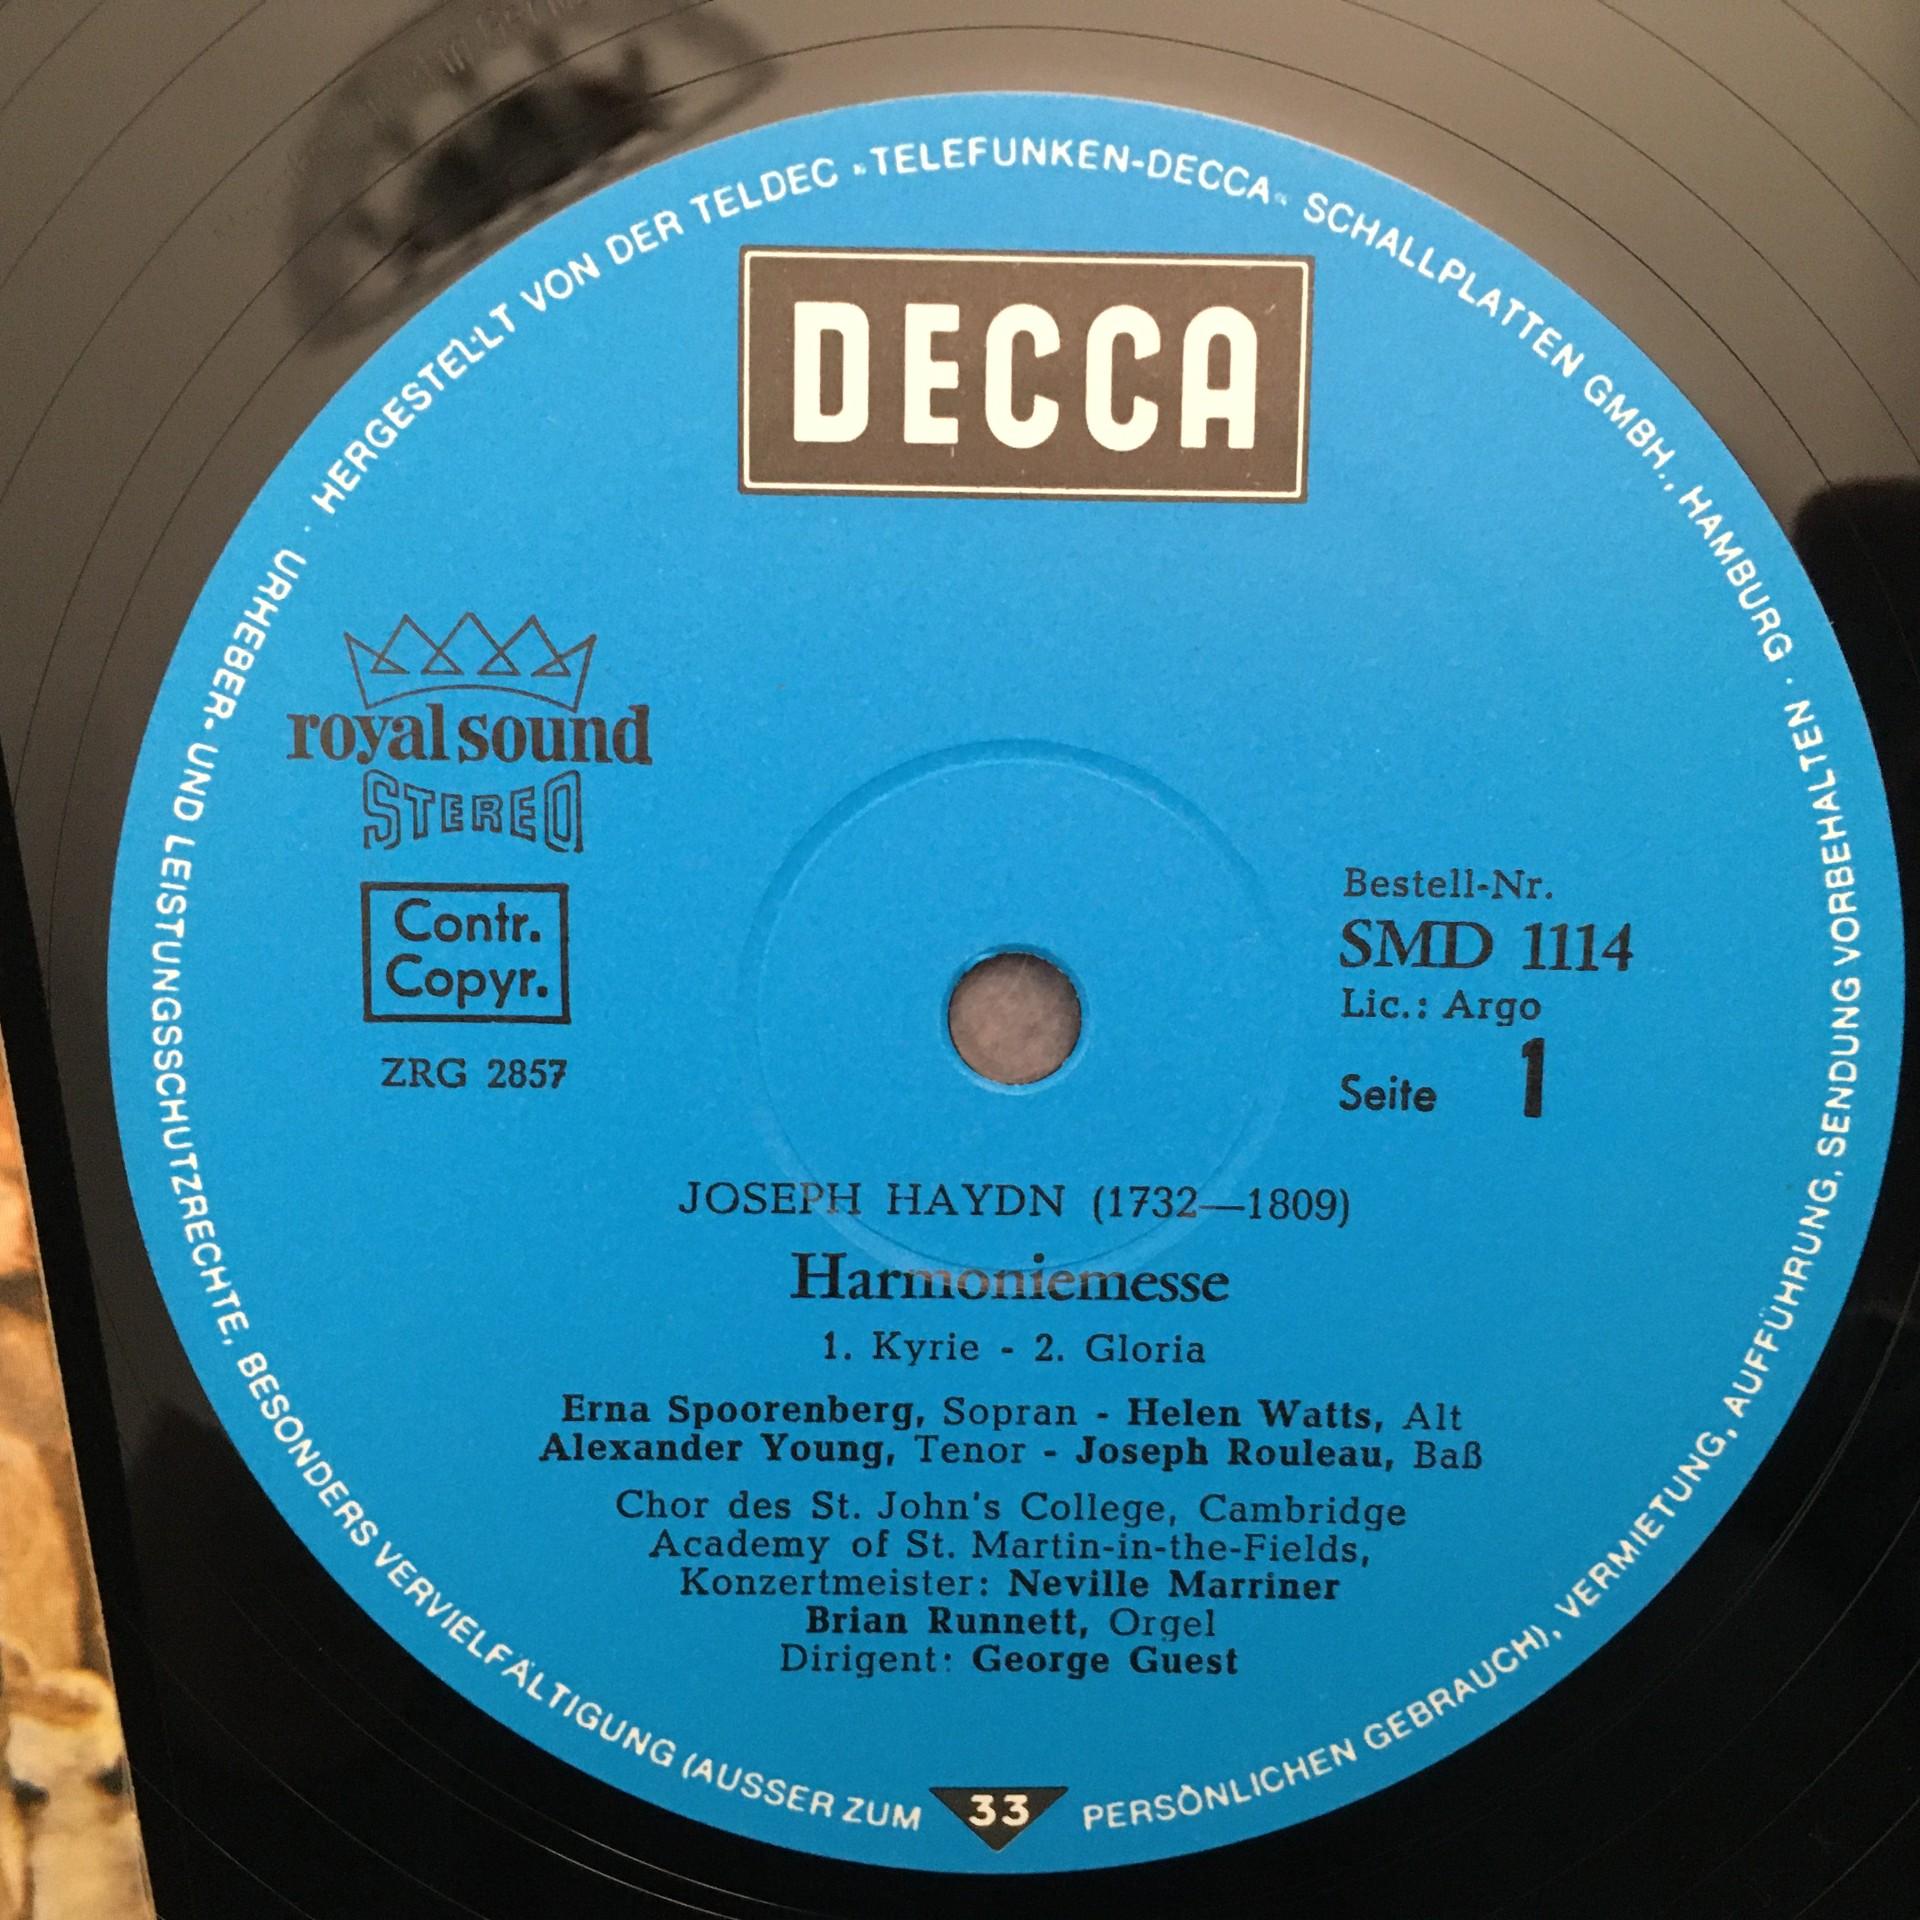 HERGESTELLT VON DER TELDEC »TELEFUNKEN-DECCA« SCHALLPLATTEN GMBH., HAMBURG ·
URHEBER- UND LEISTUNGSSCHUTZRECHTE, BESONDERS VERVIELFÄLTIGUNG (AUSSER ZUM PERSÖNLICHEN GEBRAUCH), VERMIETUNG, AUFFÜHRUNG, SENDUNG VORBEHALTEN ·
DECCA
royal sound
STEREO
Contr.
Copyr.
ZRG 2857
Bestell-Nr.
SMD 1114
Lic.: Argo
Seite 1
JOSEPH HAYDN (1732—1809)
Harmoniemesse
1. Kyrie - 2. Gloria
Erna Spoorenberg, Sopran - Helen Watts, Alt
Alexander Young, Tenor - Joseph Rouleau, Baß
Chor des St. John's College, Cambridge
Academy of St. Martin-in-the-Fields,
Konzertmeister: Neville Marriner
Brian Runnett, Orgel
Dirigent: George Guest
33